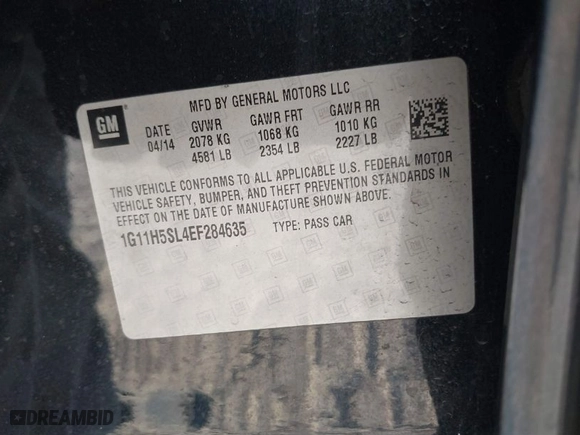 GM
MFD BY GENERAL MOTORS LLC
DATE GVWR GAWR FRT GAWR RR
04/14 2078 KG 1068 KG 1010 KG
4581 LB 2354 LB 2227 LB
THIS VEHICLE CONFORMS TO ALL APPLICABLE U.S. FEDERAL MOTOR
VEHICLE SAFETY, BUMPER, AND THEFT PREVENTION STANDARDS IN
EFFECT ON THE DATE OF MANUFACTURE SHOWN ABOVE.
1G11H5SL4EF284635 TYPE: PASS CAR
DREAMBID